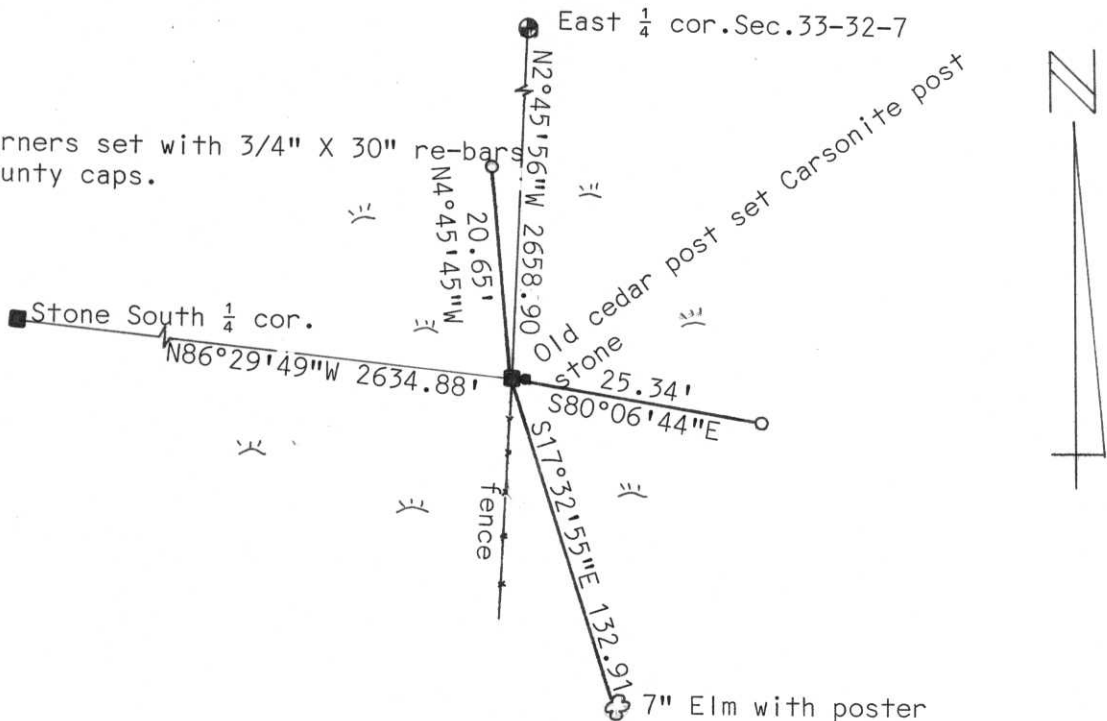 East 1/4 cor.Sec.33-32-7
N
rners set with 3/4" X 30" re-bars
unty caps.
N2°45'56"W 2658.90
20.65'
N4°45'45"W
Old cedar post set Carsonite post
stone
Stone South 1/4 cor.
N86°29'49"W 2634.88'
25.34'
S80°06'44"E
S17°32'55"E 132.91
fence
7" Elm with poster